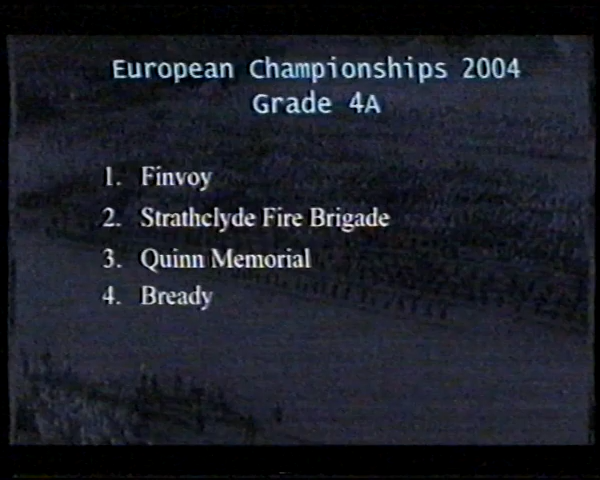 European Championships 2004
Grade 4A
1. Finvoy
2. Strathclyde Fire Brigade
3. Quinn Memorial
4. Bready